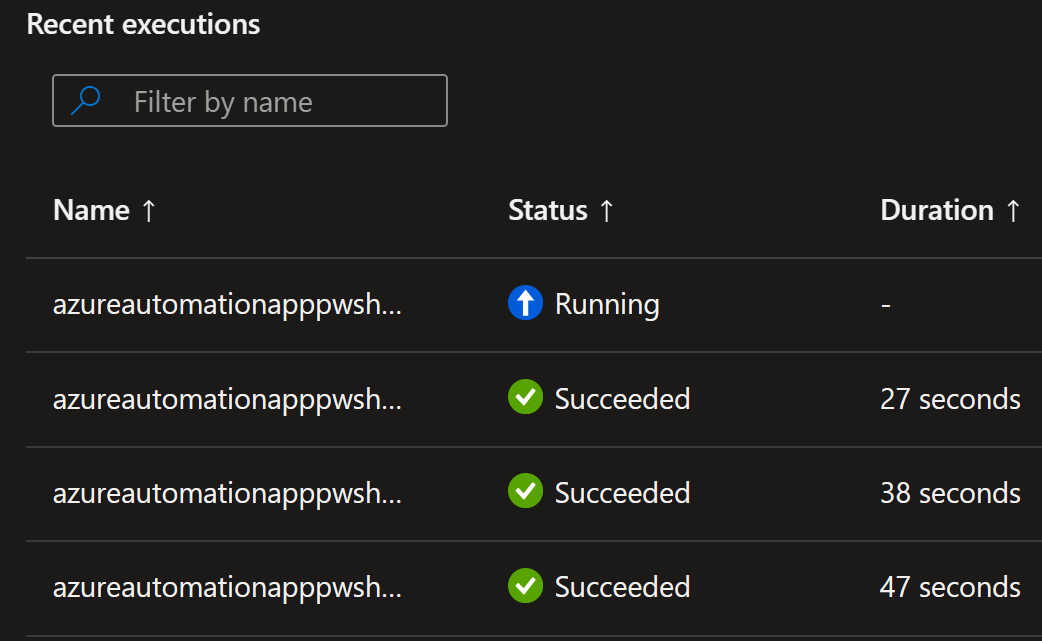 Recent executions
Filter by name
Name ↑ Status ↑ Duration ↑
azureautomationapppwsh... Running -
azureautomationapppwsh... Succeeded 27 seconds
azureautomationapppwsh... Succeeded 38 seconds
azureautomationapppwsh... Succeeded 47 seconds